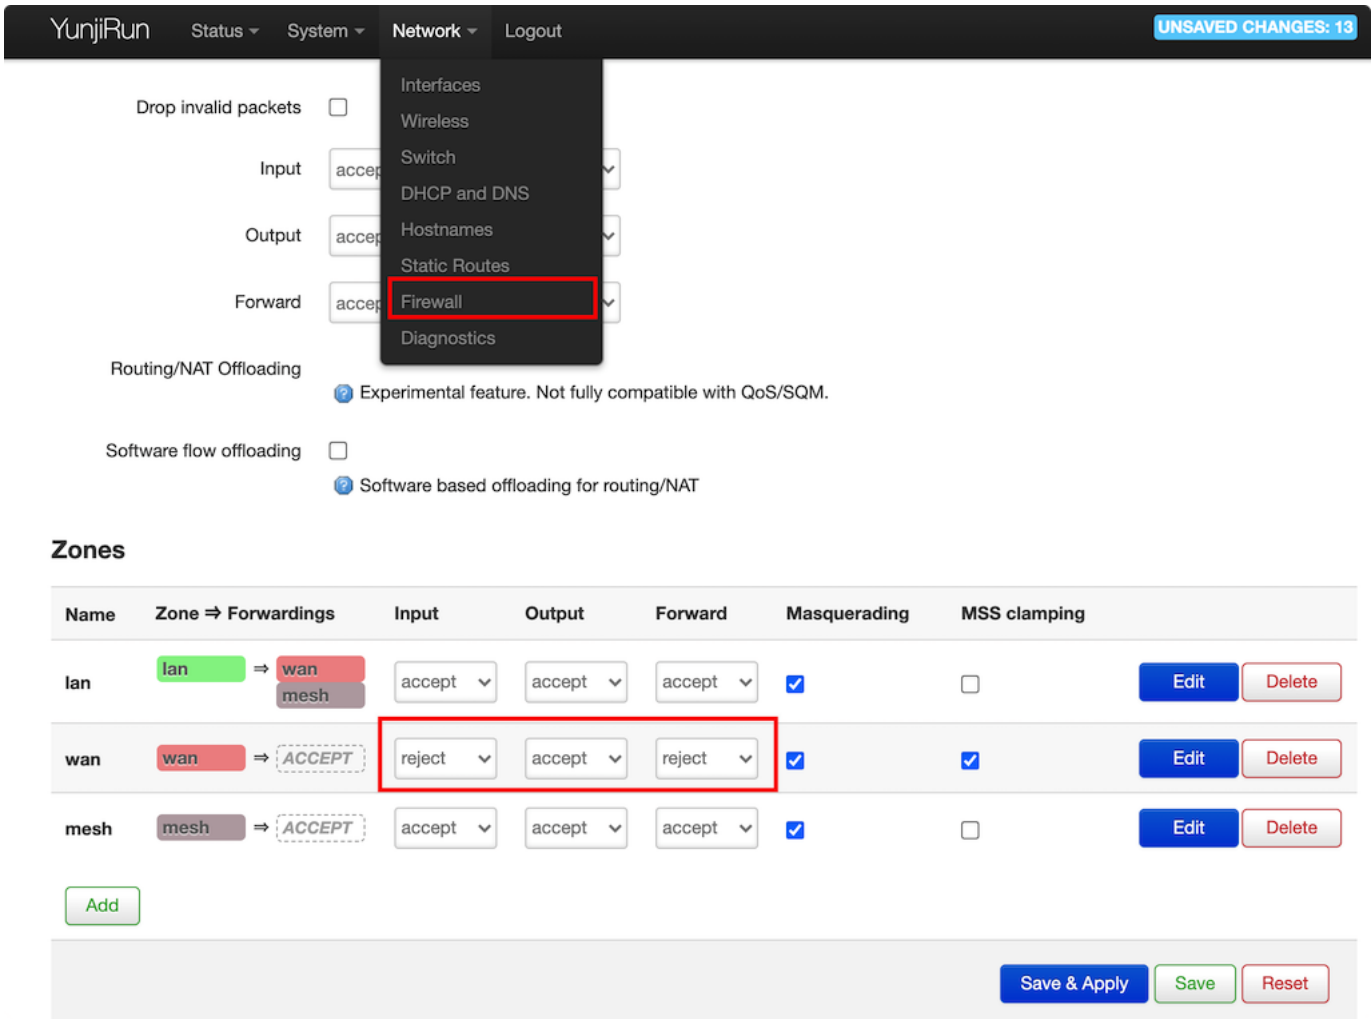 YunjiRun Status System Network Logout UNSAVED CHANGES: 13
Interfaces
Drop invalid packets
Wireless
Switch
Input accep
DHCP and DNS
Hostnames
Output accep
Static Routes
Forward accep Firewall
Diagnostics
Routing/NAT Offloading
Experimental feature. Not fully compatible with QoS/SQM.
Software flow offloading
Software based offloading for routing/NAT
Zones
Name Zone ⇒ Forwardings Input Output Forward Masquerading MSS clamping
lan lan ⇒ wan mesh accept accept accept Edit Delete
wan wan ⇒ ACCEPT reject accept reject Edit Delete
mesh mesh ⇒ ACCEPT accept accept accept Edit Delete
Add
Save & Apply Save Reset